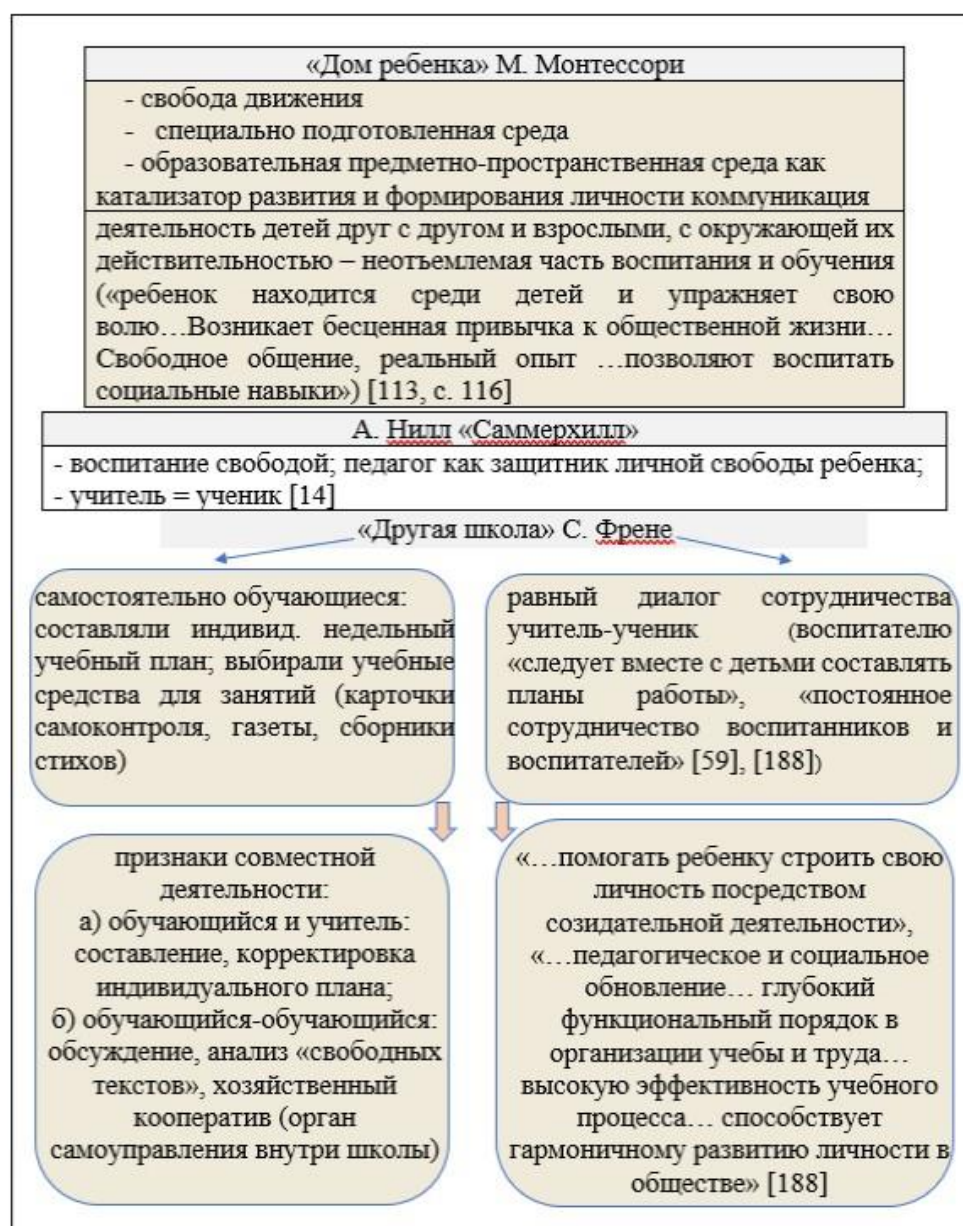 «Дом ребенка» М. Монтессори
- свобода движения
- специально подготовленная среда
- образовательная предметно-пространственная среда как
катализатор развития и формирования личности коммуникация
деятельность детей друг с другом и взрослыми, с окружающей их
действительностью – неотъемлемая часть воспитания и обучения
(«ребенок находится среди детей и упражняет свою
волю…Возникает бесценная привычка к общественной жизни…
Свободное общение, реальный опыт …позволяют воспитать
социальные навыки») [113, с. 116]
А. Нилл «Саммерхилл»
- воспитание свободой; педагог как защитник личной свободы ребенка;
- учитель = ученик [14]
«Другая школа» С. Френе
самостоятельно обучающиеся:
составляли индивид. недельный
учебный план; выбирали учебные
средства для занятий (карточки
самоконтроля, газеты, сборники
стихов)
равный диалог сотрудничества
учитель-ученик (воспитателю
«следует вместе с детьми составлять
планы работы», «постоянное
сотрудничество воспитанников и
воспитателей» [59], [188])
признаки совместной
деятельности:
а) обучающийся и учитель:
составление, корректировка
индивидуального плана;
б) обучающийся-обучающийся:
обсуждение, анализ «свободных
текстов», хозяйственный
кооператив (орган
самоуправления внутри школы)
«…помогать ребенку строить свою
личность посредством
созидательной деятельности»,
«…педагогическое и социальное
обновление… глубокий
функциональный порядок в
организации учебы и труда…
высокую эффективность учебного
процесса… способствует
гармоничному развитию личности в
обществе» [188]